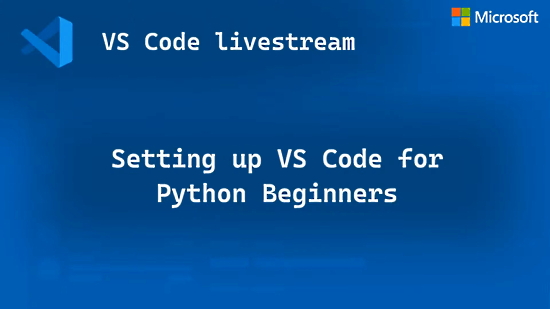 VS Code livestream
Microsoft
Setting up VS Code for
Python Beginners